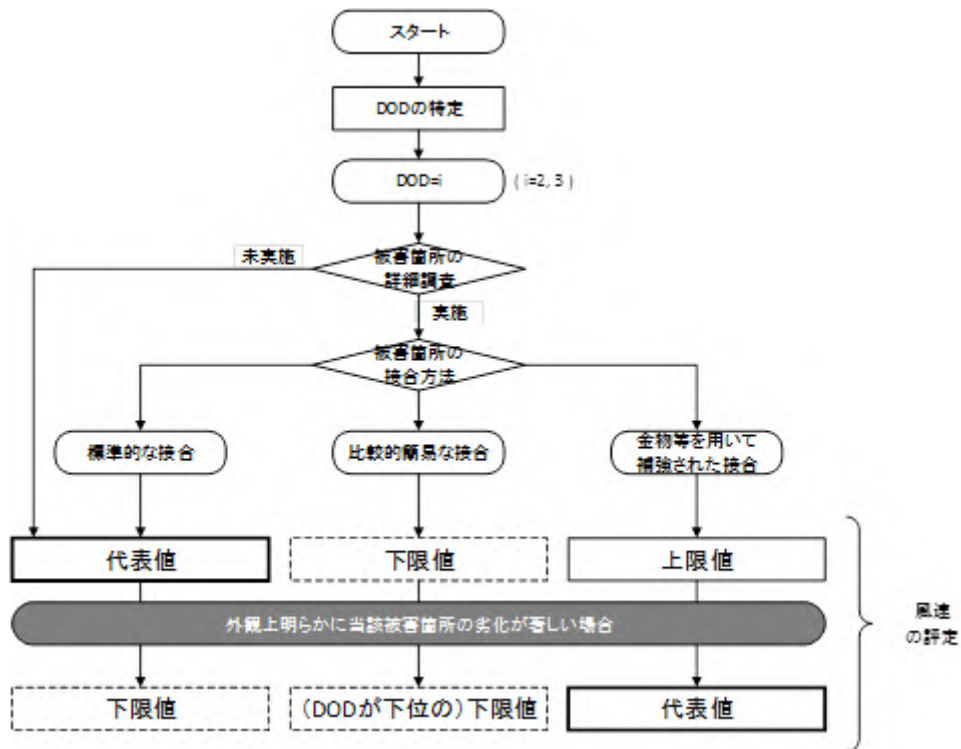 スタート
DODの特定
DOD=i
( i=2, 3 )
未実施
被害箇所の
詳細調査
実施
被害箇所の
接合方法
標準的な接合
比較的簡易な接合
金物等を用いて
補強された接合
代表値
下限値
上限値
風速
の評定
外観上明らかに当該被害箇所の劣化が著しい場合
下限値
(DODが下位の)下限値
代表値